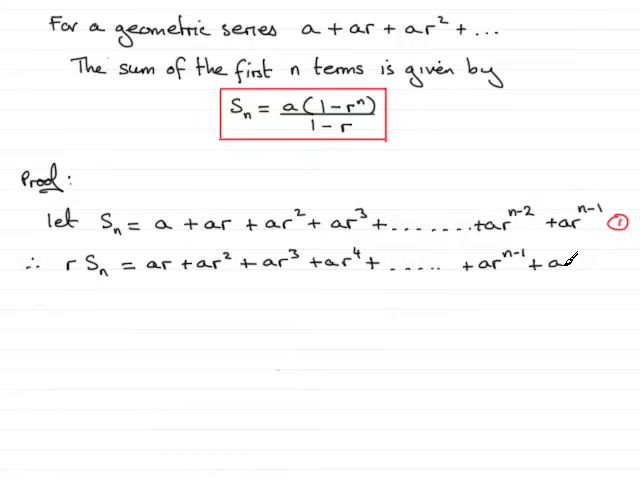 For a geometric series a + ar + ar² + ...
The sum of the first n terms is given by
Sₙ = a(1-rⁿ) / 1-r
Proof:
let Sₙ = a + ar + ar² + ar³ + ........ + arⁿ⁻² + arⁿ⁻¹ ①
∴ r Sₙ = ar + ar² + ar³ + ar⁴ + ...... + arⁿ⁻¹ + a